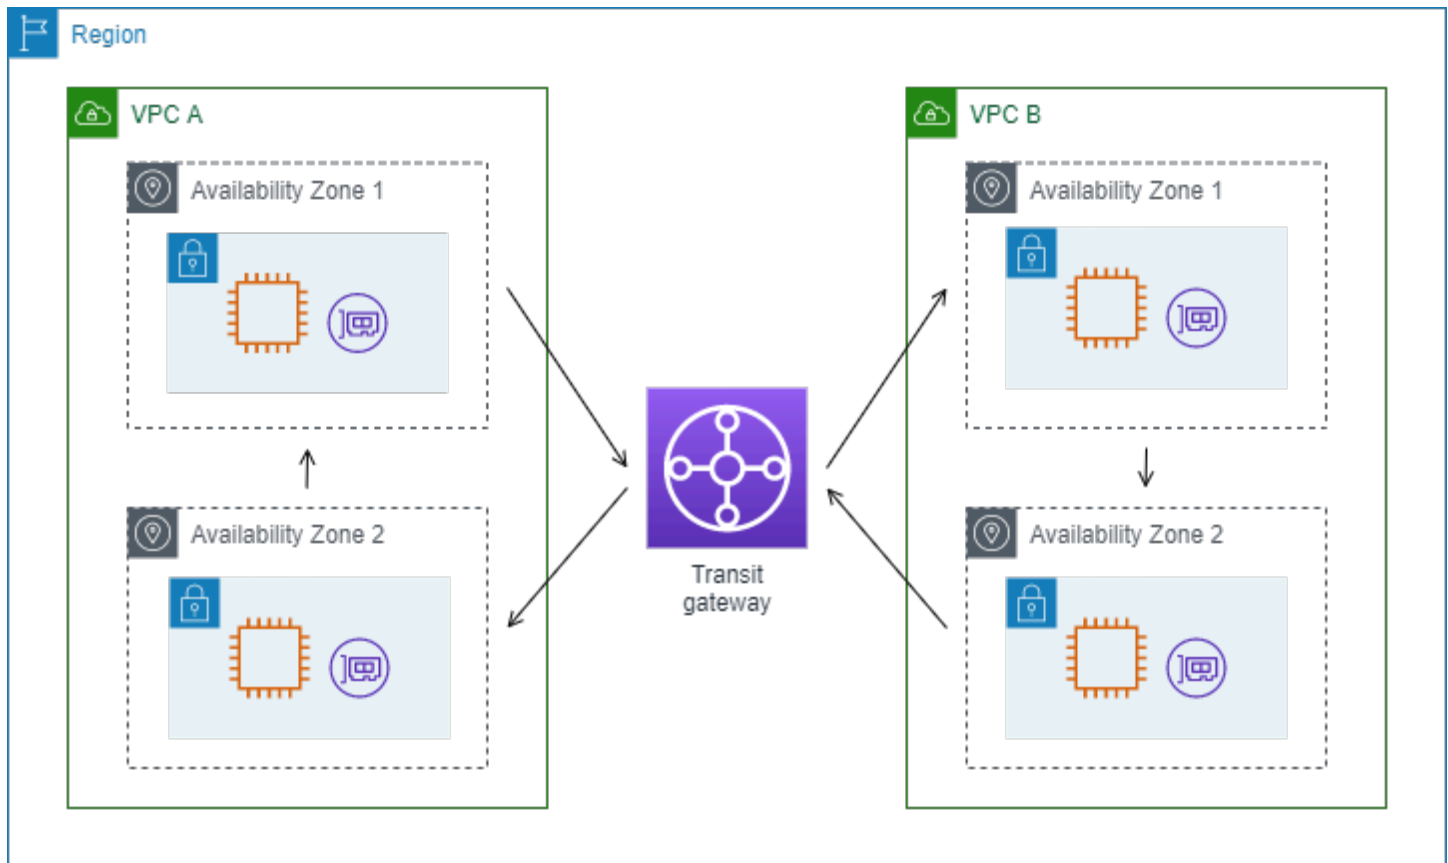 Region
VPC A
VPC B
Availability Zone 1
Availability Zone 1
Transit
gateway
Availability Zone 2
Availability Zone 2